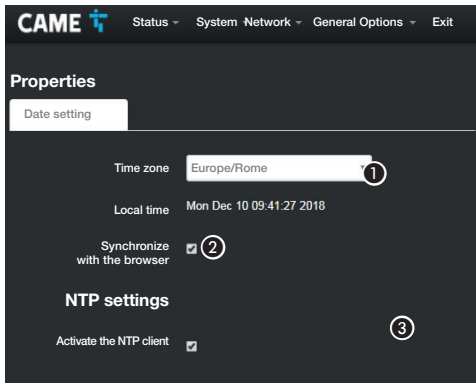 CAME Status System Network General Options Exit
Properties
Date setting
Time zone Europe/Rome 1
Local time Mon Dec 10 09:41:27 2018
Synchronize
with the browser 2
NTP settings
3
Activate the NTP client